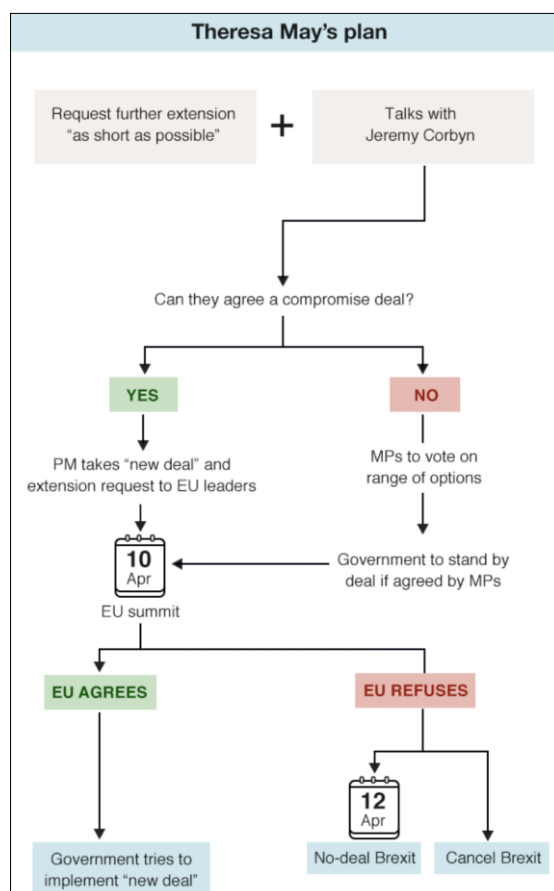 Theresa May's plan
Request further extension
“as short as possible”
+
Talks with
Jeremy Corbyn
Can they agree a compromise deal?
YES
NO
PM takes “new deal” and
extension request to EU leaders
MPs to vote on
range of options
10
Apr
EU summit
Government to stand by
deal if agreed by MPs
EU AGREES
EU REFUSES
12
Apr
Government tries to
implement “new deal”
No-deal Brexit
Cancel Brexit